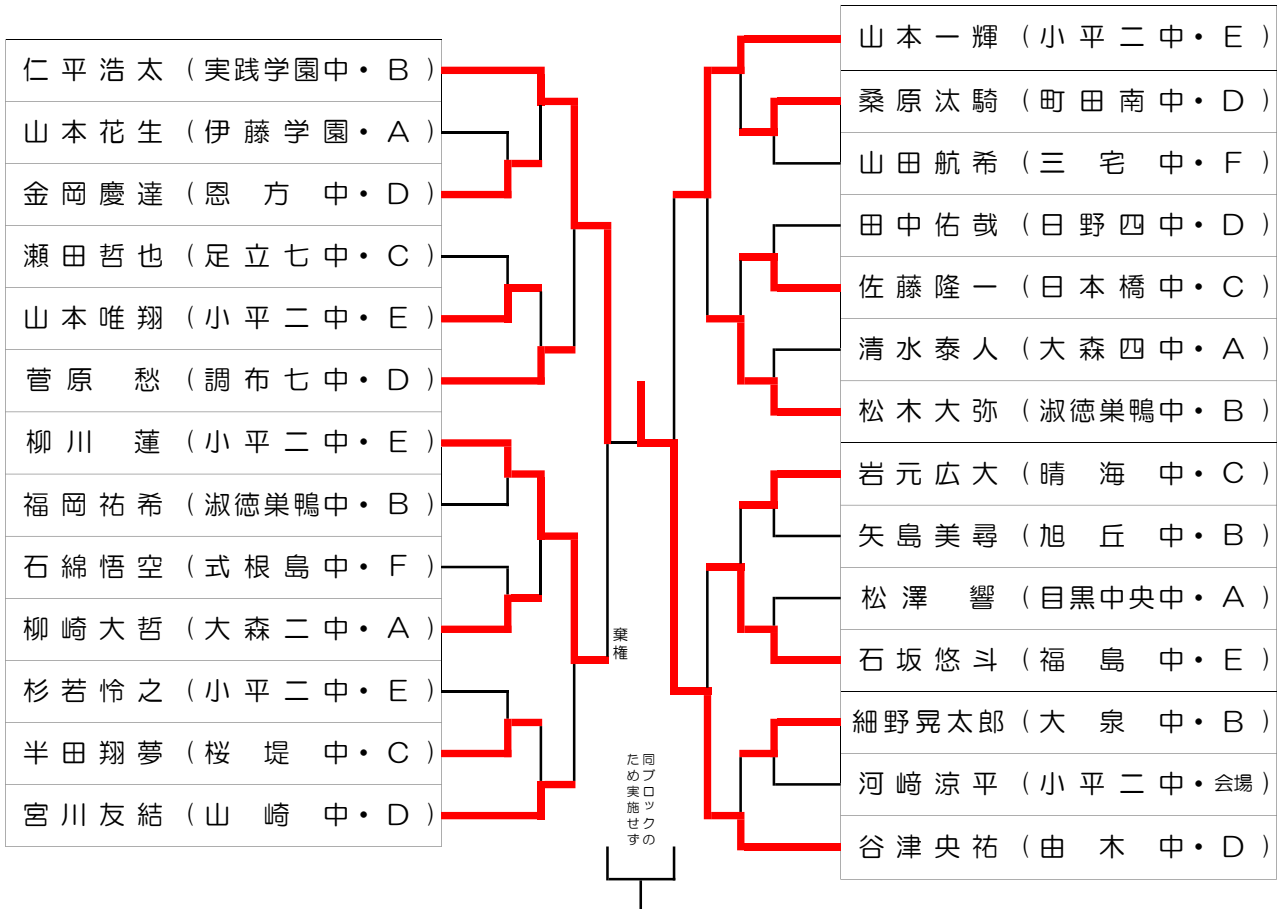 仁平浩太（実践学園中・B）
山本花生（伊藤学園・A）
金岡慶達（恩方中・D）
瀬田哲也（足立七中・C）
山本唯翔（小平二中・E）
菅原愁（調布七中・D）
柳川蓮（小平二中・E）
福岡祐希（淑徳巣鴨中・B）
石綿悟空（式根島中・F）
柳崎大哲（大森二中・A）
杉若怜之（小平二中・E）
半田翔夢（桜堤中・C）
宮川友結（山崎中・D）
棄権
同ブロックの
ため実施せず
山本一輝（小平二中・E）
桑原汰騎（町田南中・D）
山田航希（三宅中・F）
田中佑哉（日野四中・D）
佐藤隆一（日本橋中・C）
清水泰人（大森四中・A）
松木大弥（淑徳巣鴨中・B）
岩元広大（晴海中・C）
矢島美尋（旭丘中・B）
松澤響（目黒中央中・A）
石坂悠斗（福島中・E）
細野晃太郎（大泉中・B）
河﨑涼平（小平二中・会場）
谷津央祐（由木中・D）